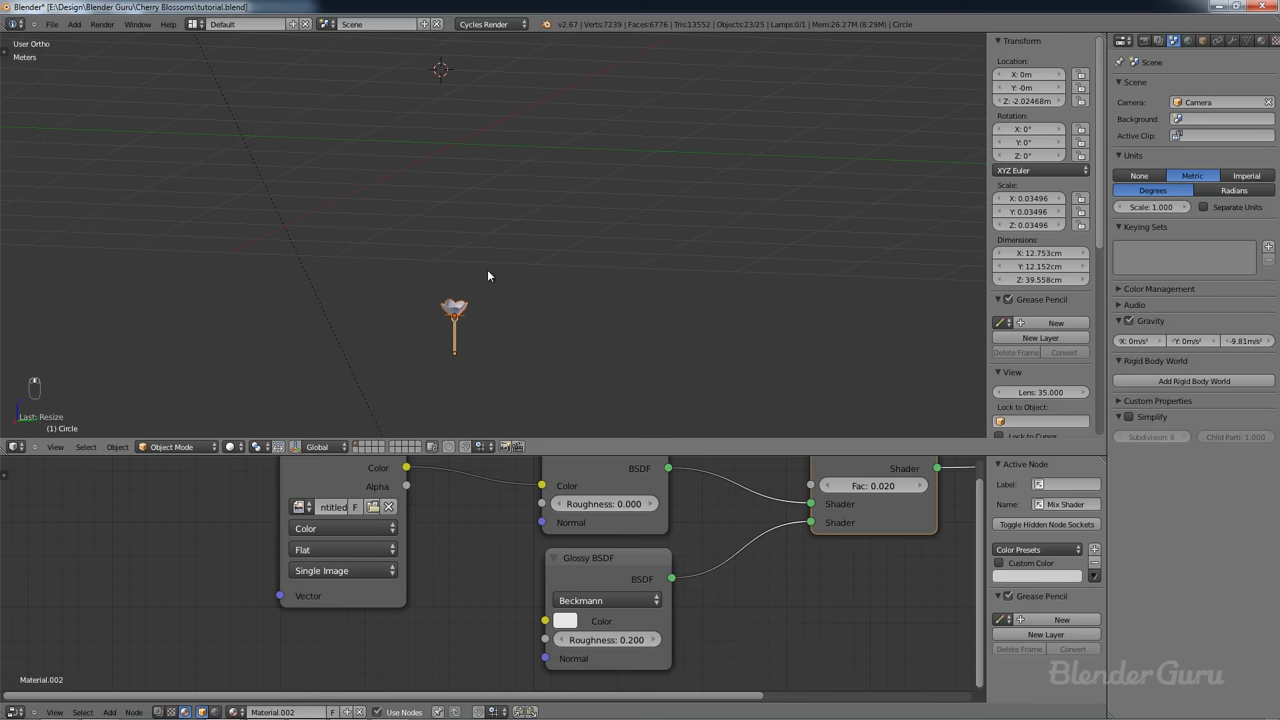 Blender* [E:\Design\Blender Guru\Cherry Blossoms\tutorial.blend]
File Add Render Window Help Default Scene Cycles Render v2.67 | Verts:7239 | Faces:6776 | Tris:13552 | Objects:23/25 | Lamps:0/1 | Mem:26.27M (8.29M) | Circle
User Ortho
Meters
Last: Resize
(1) Circle
Transform
Location:
X: 0m
Y: -0m
Z: -2.02468m
Rotation:
X: 0°
Y: 0°
Z: 0°
XYZ Euler
Scale:
X: 0.03496
Y: 0.03496
Z: 0.03496
Dimensions:
X: 12.753cm
Y: 12.152cm
Z: 39.558cm
Grease Pencil
New
New Layer
Delete Frame Convert
View
Lens: 35.000
Lock to Object:
Lock to Cursor
Scene
Scene
Camera: Camera
Background:
Active Clip:
Units
None Metric Imperial
Degrees Radians
Scale: 1.000 Separate Units
Keying Sets
Color Management
Audio
Gravity
X: 0m/s² Y: 0m/s² -9.81m/s²
Rigid Body World
Add Rigid Body World
Custom Properties
Simplify
Subdivision: 6 Child Parti: 1.000
View Select Object Object Mode Global
Color
Alpha
ntitled F
Color
Flat
Single Image
Vector
BSDF
Color
Roughness: 0.000
Normal
Glossy BSDF
BSDF
Beckmann
Color
Roughness: 0.200
Normal
Shader
Fac: 0.020
Shader
Shader
Active Node
Label:
Name: Mix Shader
Toggle Hidden Node Sockets
Color Presets
Custom Color
Grease Pencil
New
New Layer
Delete Frame Convert
BlenderGuru
Material.002
View Select Add Node Material.002 F Use Nodes